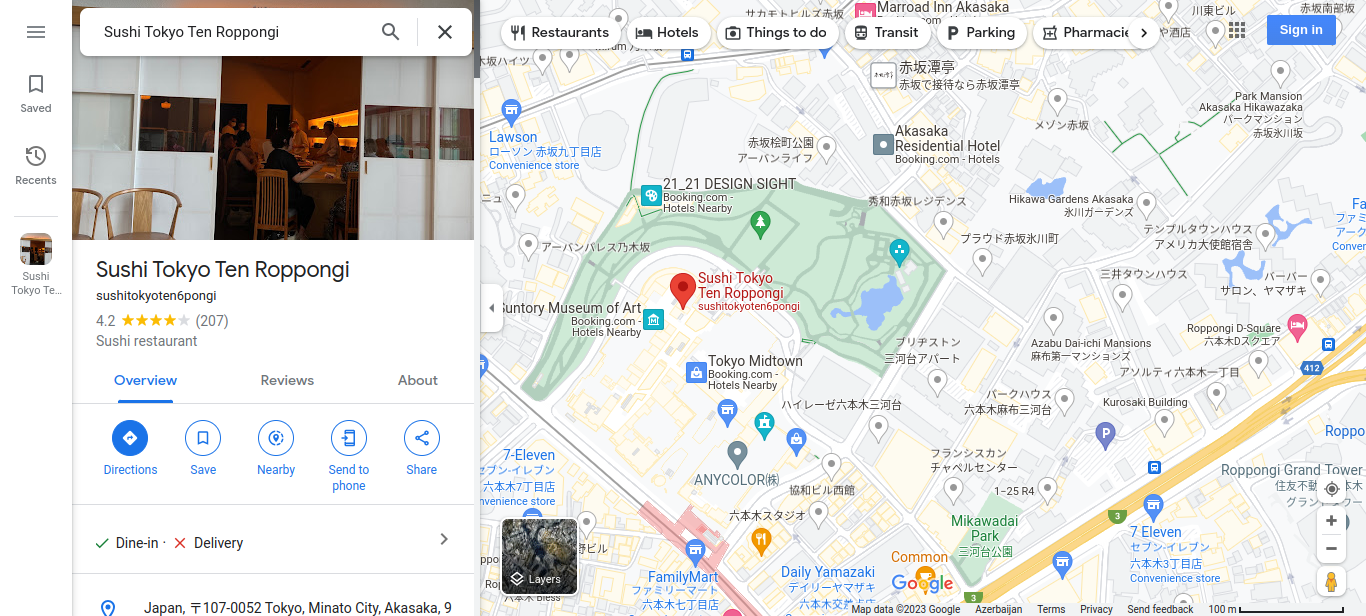 Sushi Tokyo Ten Roppongi
Saved
Recents
Sushi
Tokyo Te...
Sushi Tokyo Ten Roppongi
sushitokyoten6pongi
4.2 (207)
Sushi restaurant
Overview
Reviews
About
Directions
Save
Nearby
Send to
phone
Share
Dine-in · Delivery
Japan, 〒107-0052 Tokyo, Minato City, Akasaka, 9
Restaurants
Hotels
Things to do
Transit
Parking
Pharmacie
Sign in
サカモトヒルズ赤坂
Marroad Inn Akasaka
川東ビル
赤坂南部坂
赤坂潭亭
赤坂で接待なら赤坂潭亭
Park Mansion
Akasaka Hikawazaka
パークマンション
赤坂氷川坂
メゾン赤坂
Lawson
ローソン 赤坂九丁目店
Convenience store
赤坂桧町公園
アーバンライフ
Akasaka
Residential Hotel
Booking.com - Hotels
21_21 DESIGN SIGHT
Booking.com -
Hotels Nearby
秀和赤坂レジデンス
Hikawa Gardens Akasaka
氷川ガーデンズ
テンプルタウンハウス
アメリカ大使館宿舎
アーバンパレス乃木坂
プラウド赤坂氷川町
三井タウンハウス
バーバー
サロン、ヤマザキ
Sushi Tokyo
Ten Roppongi
sushitokyoten6pongi
Suntory Museum of Art
Booking.com -
Hotels Nearby
Roppongi D-Square
六本木Dスクエア
Azabu Dai-ichi Mansions
麻布第一マンションズ
ブリヂストン
三河台アパート
Tokyo Midtown
Booking.com -
Hotels Nearby
アソルティ六本木一丁目
412
パークハウス
六本木麻布三河台
Kurosaki Building
ハイレーゼ六本木三河台
P
7-Eleven
セブン-イレブン
六本木7丁目店
nvenience store
フランシスカン
チャペルセンター
Roppo
Roppongi Grand Tower
住友不動
ANYCOLOR㈱
協和ビル西館
1−25 R4
六本木スタジオ
Mikawadai
Park
三河台公園
3
7 Eleven
セブン-イレブン
六本木3丁目店
Convenience store
Layers
FamilyMart
ファミリーマート
六本木七丁目店
Daily Yamazaki
デイリーヤマザキ
Common
Google
3
Map data ©2023 Google
Azerbaijan
Terms
Privacy
Send feedback
100 m